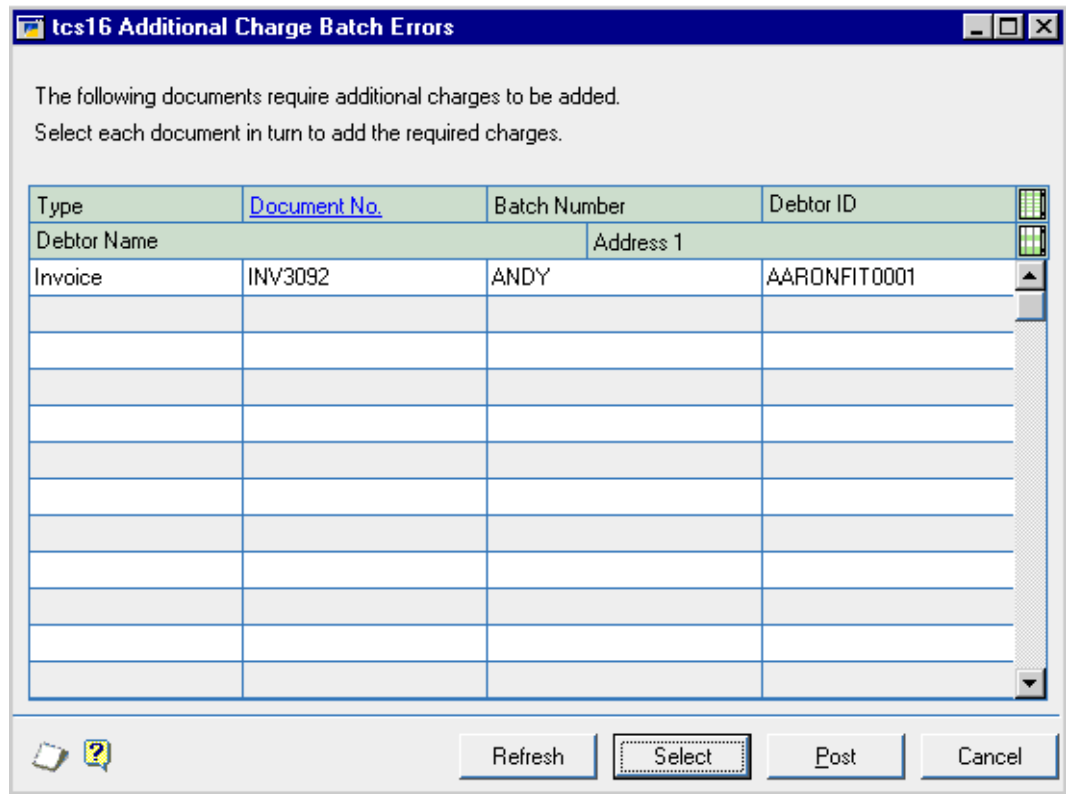 tcs16 Additional Charge Batch Errors
The following documents require additional charges to be added.
Select each document in turn to add the required charges.
Type Document No. Batch Number Debtor ID
Debtor Name Address 1
Invoice INV3092 ANDY AARONFIT0001
Refresh Select Post Cancel